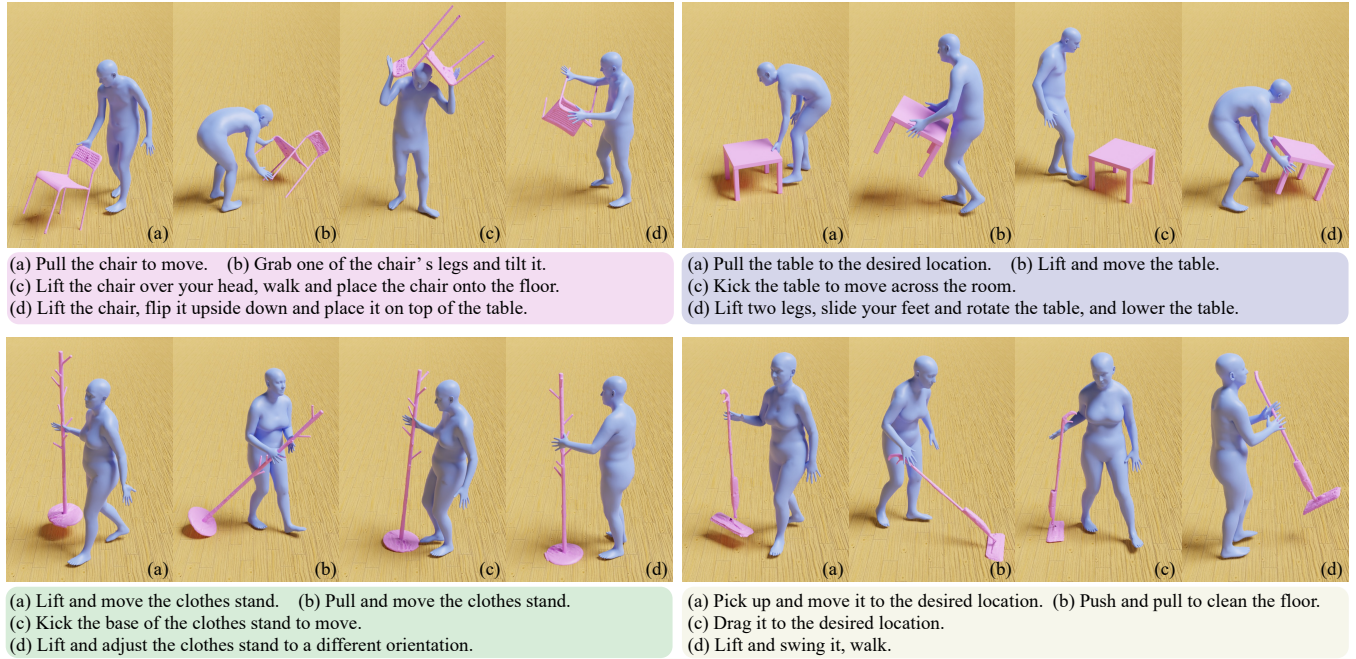 (a) (b) (c) (d)
(a) Pull the chair to move. (b) Grab one of the chair's legs and tilt it.
(c) Lift the chair over your head, walk and place the chair onto the floor.
(d) Lift the chair, flip it upside down and place it on top of the table.
(a) (b) (c) (d)
(a) Pull the table to the desired location. (b) Lift and move the table.
(c) Kick the table to move across the room.
(d) Lift two legs, slide your feet and rotate the table, and lower the table.
(a) (b) (c) (d)
(a) Lift and move the clothes stand. (b) Pull and move the clothes stand.
(c) Kick the base of the clothes stand to move.
(d) Lift and adjust the clothes stand to a different orientation.
(a) (b) (c) (d)
(a) Pick up and move it to the desired location. (b) Push and pull to clean the floor.
(c) Drag it to the desired location.
(d) Lift and swing it, walk.